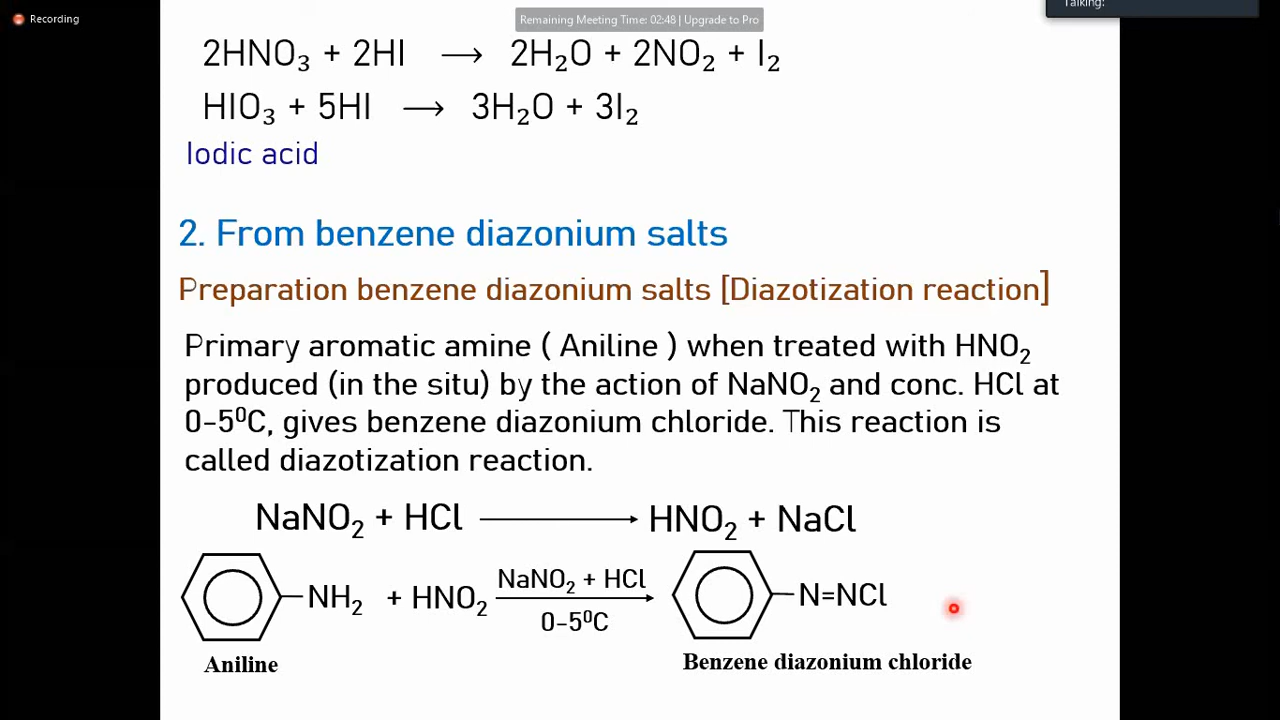 Recording
Remaining Meeting Time: 02:48 | Upgrade to Pro
Talking:
2HNO₃ + 2HI ⟶ 2H₂O + 2NO₂ + I₂
HIO₃ + 5HI ⟶ 3H₂O + 3I₂
Iodic acid
2. From benzene diazonium salts
Preparation benzene diazonium salts [Diazotization reaction]
Primary aromatic amine ( Aniline ) when treated with HNO₂
produced (in the situ) by the action of NaNO₂ and conc. HCl at
0-5⁰C, gives benzene diazonium chloride. This reaction is
called diazotization reaction.
NaNO₂ + HCl ⟶ HNO₂ + NaCl
NH₂ + HNO₂ NaNO₂ + HCl N=NCl
0-5⁰C
Aniline Benzene diazonium chloride